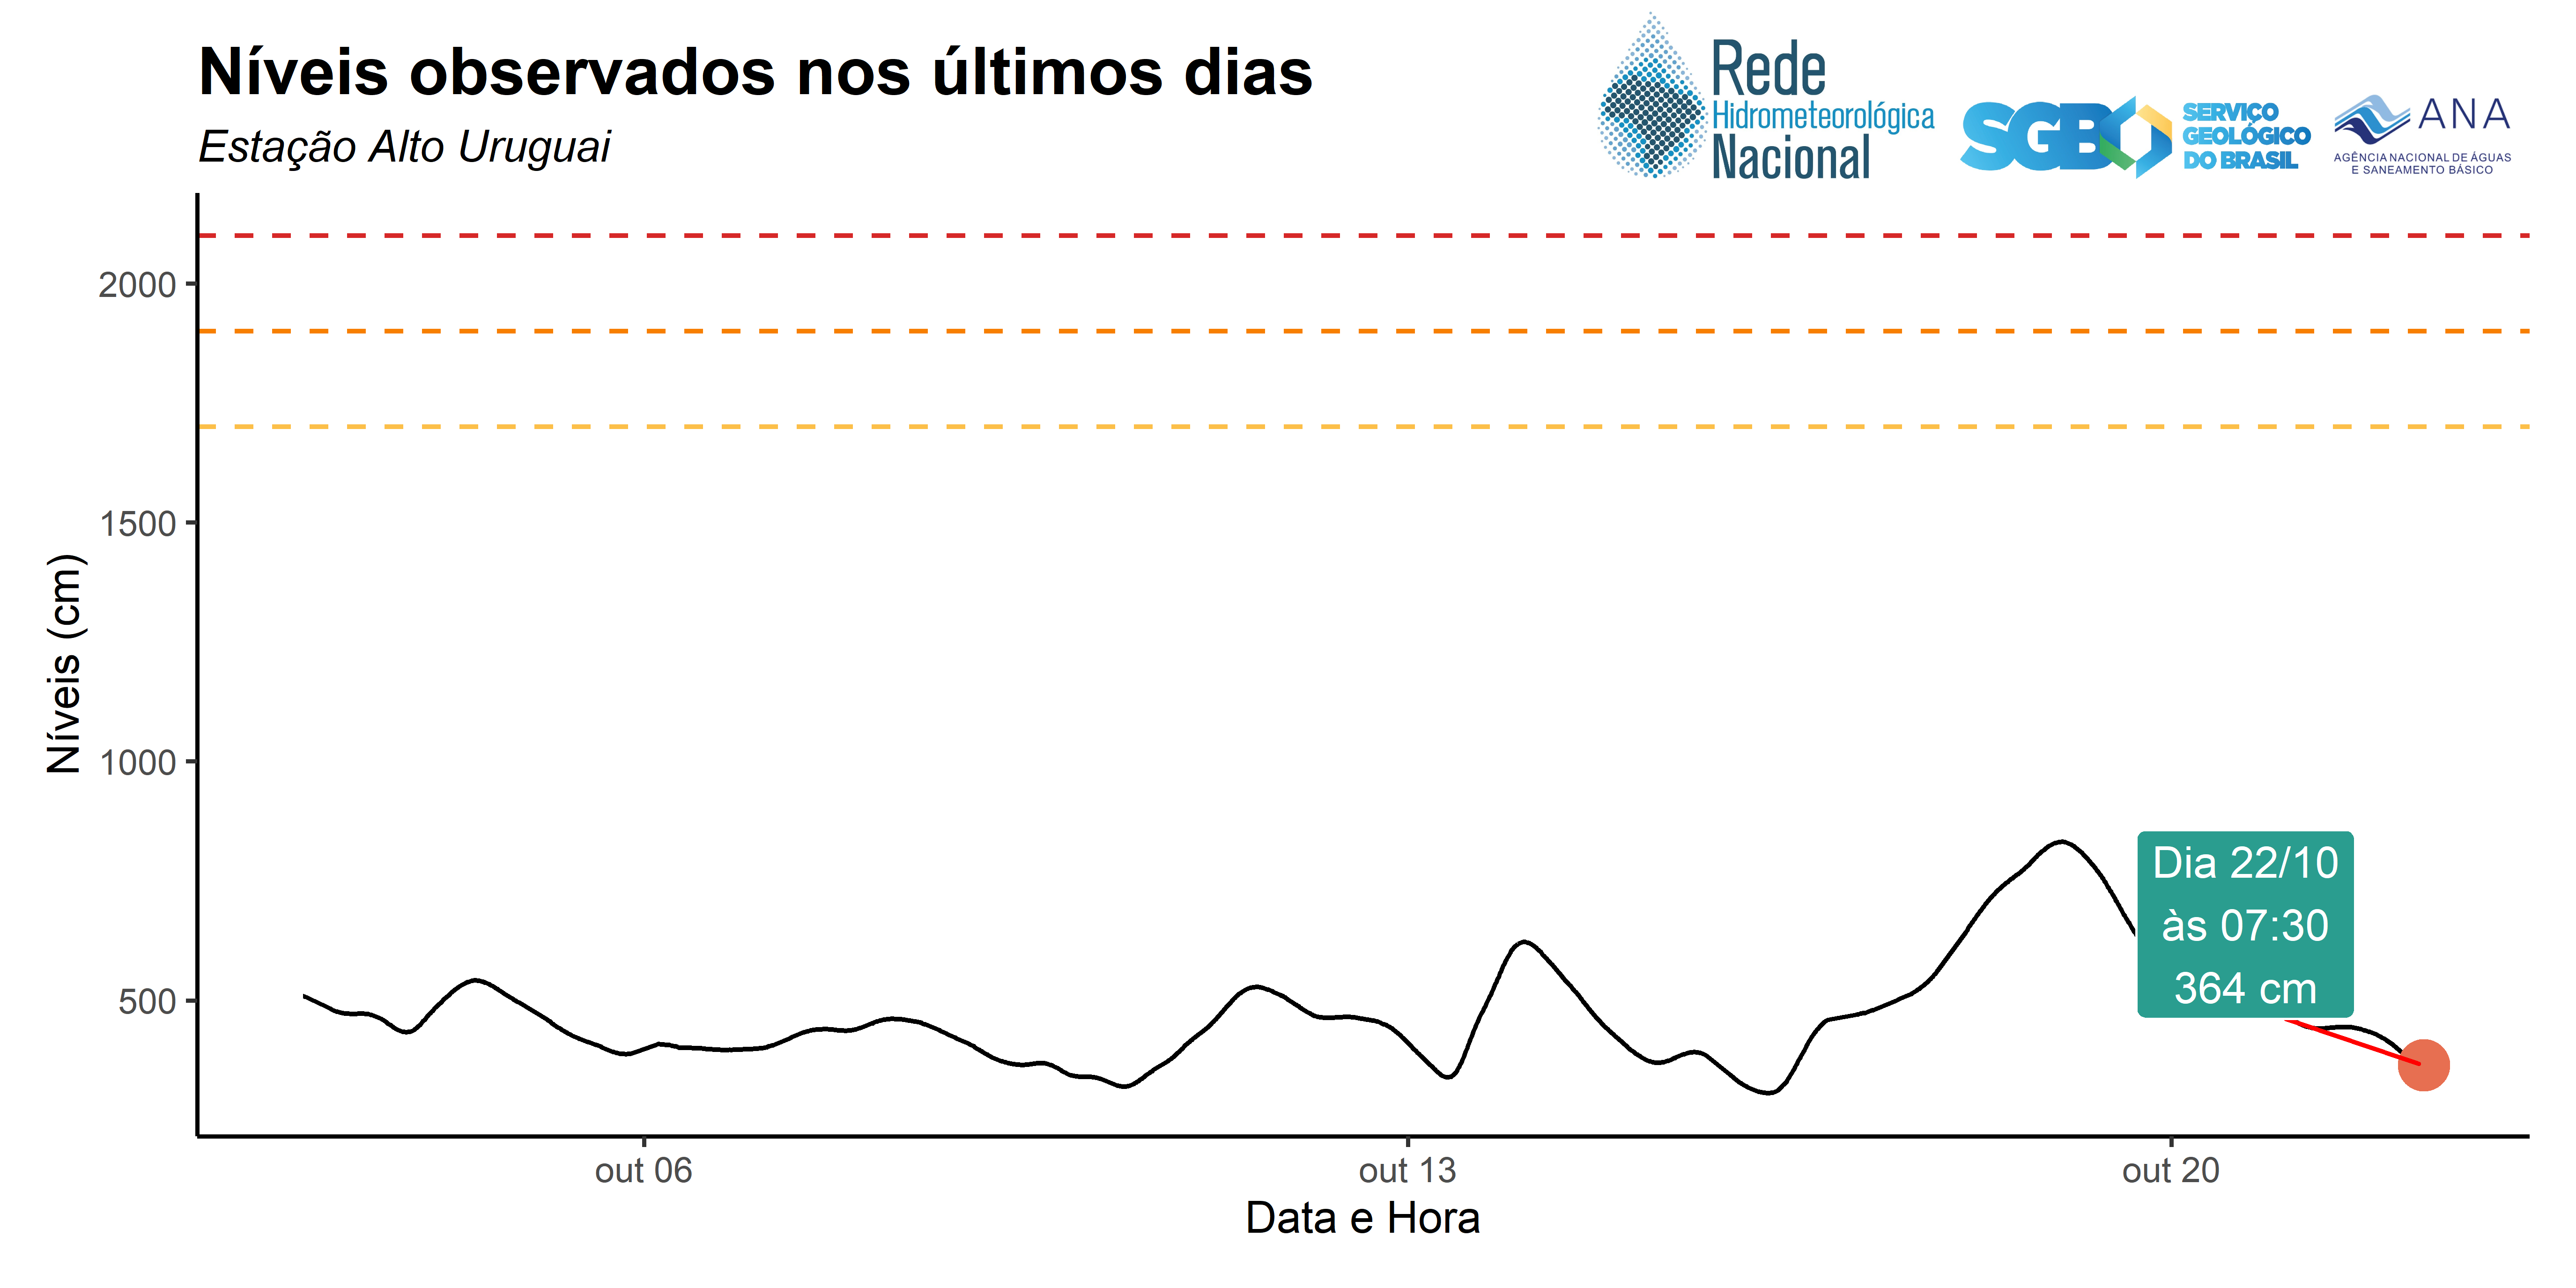 Níveis observados nos últimos dias
Estação Alto Uruguai
Rede
Hidrometeorológica
Nacional
SGB
SERVIÇO
GEOLÓGICO
DO BRASIL
ANA
AGÊNCIA NACIONAL DE ÁGUAS
E SANEAMENTO BÁSICO
Níveis (cm)
2000
1500
1000
500
Dia 22/10
às 07:30
364 cm
out 06
out 13
out 20
Data e Hora